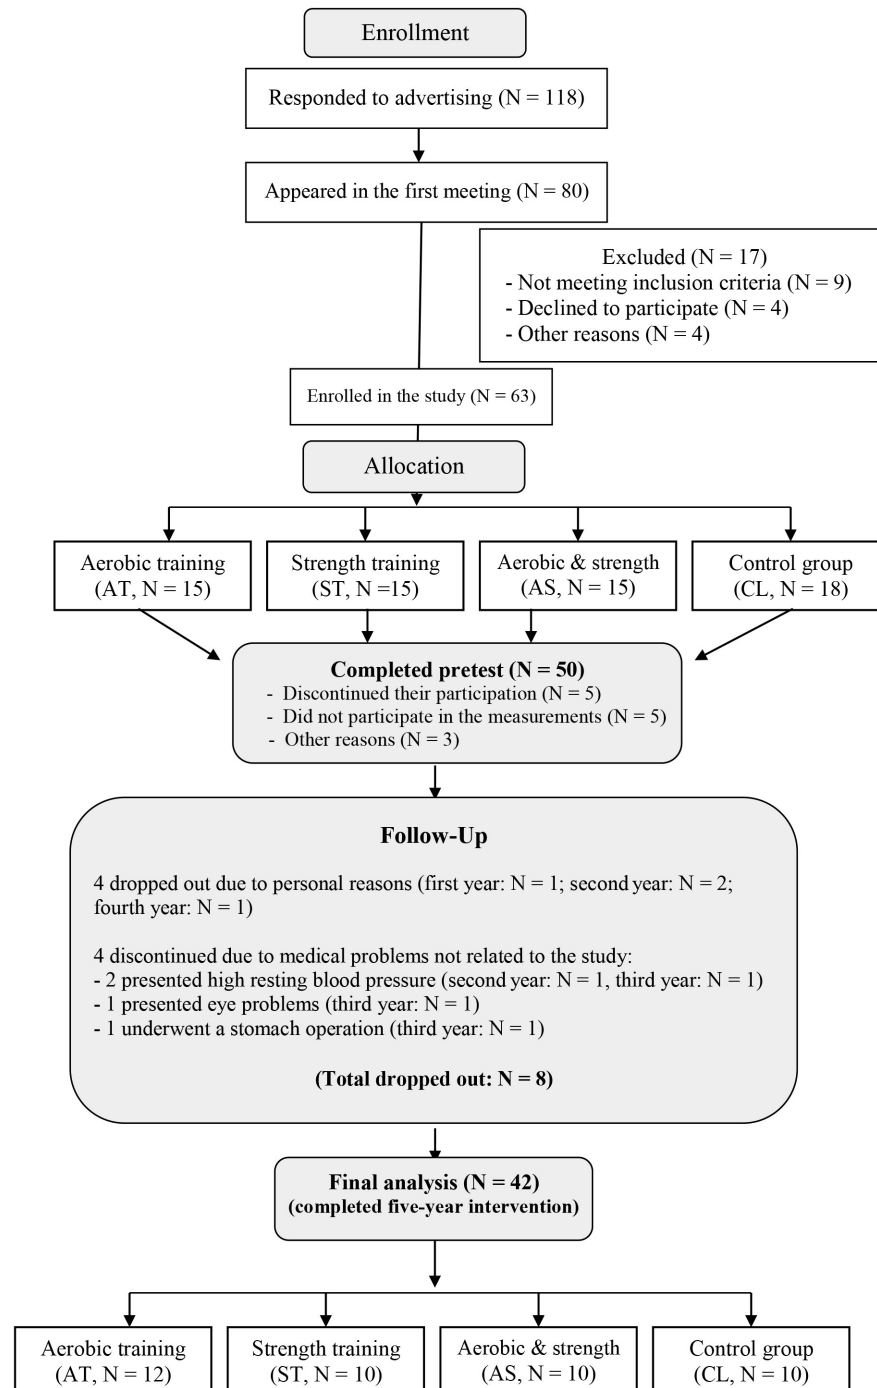 Enrollment
Responded to advertising (N = 118)
Appeared in the first meeting (N = 80)
Excluded (N = 17)
- Not meeting inclusion criteria (N = 9)
- Declined to participate (N = 4)
- Other reasons (N = 4)
Enrolled in the study (N = 63)
Allocation
Aerobic training
(AT, N = 15)
Strength training
(ST, N =15)
Aerobic & strength
(AS, N = 15)
Control group
(CL, N = 18)
Completed pretest (N = 50)
- Discontinued their participation (N = 5)
- Did not participate in the measurements (N = 5)
- Other reasons (N = 3)
Follow-Up
4 dropped out due to personal reasons (first year: N = 1; second year: N = 2;
fourth year: N = 1)
4 discontinued due to medical problems not related to the study:
- 2 presented high resting blood pressure (second year: N = 1, third year: N = 1)
- 1 presented eye problems (third year: N = 1)
- 1 underwent a stomach operation (third year: N = 1)
(Total dropped out: N = 8)
Final analysis (N = 42)
(completed five-year intervention)
Aerobic training
(AT, N = 12)
Strength training
(ST, N = 10)
Aerobic & strength
(AS, N = 10)
Control group
(CL, N = 10)